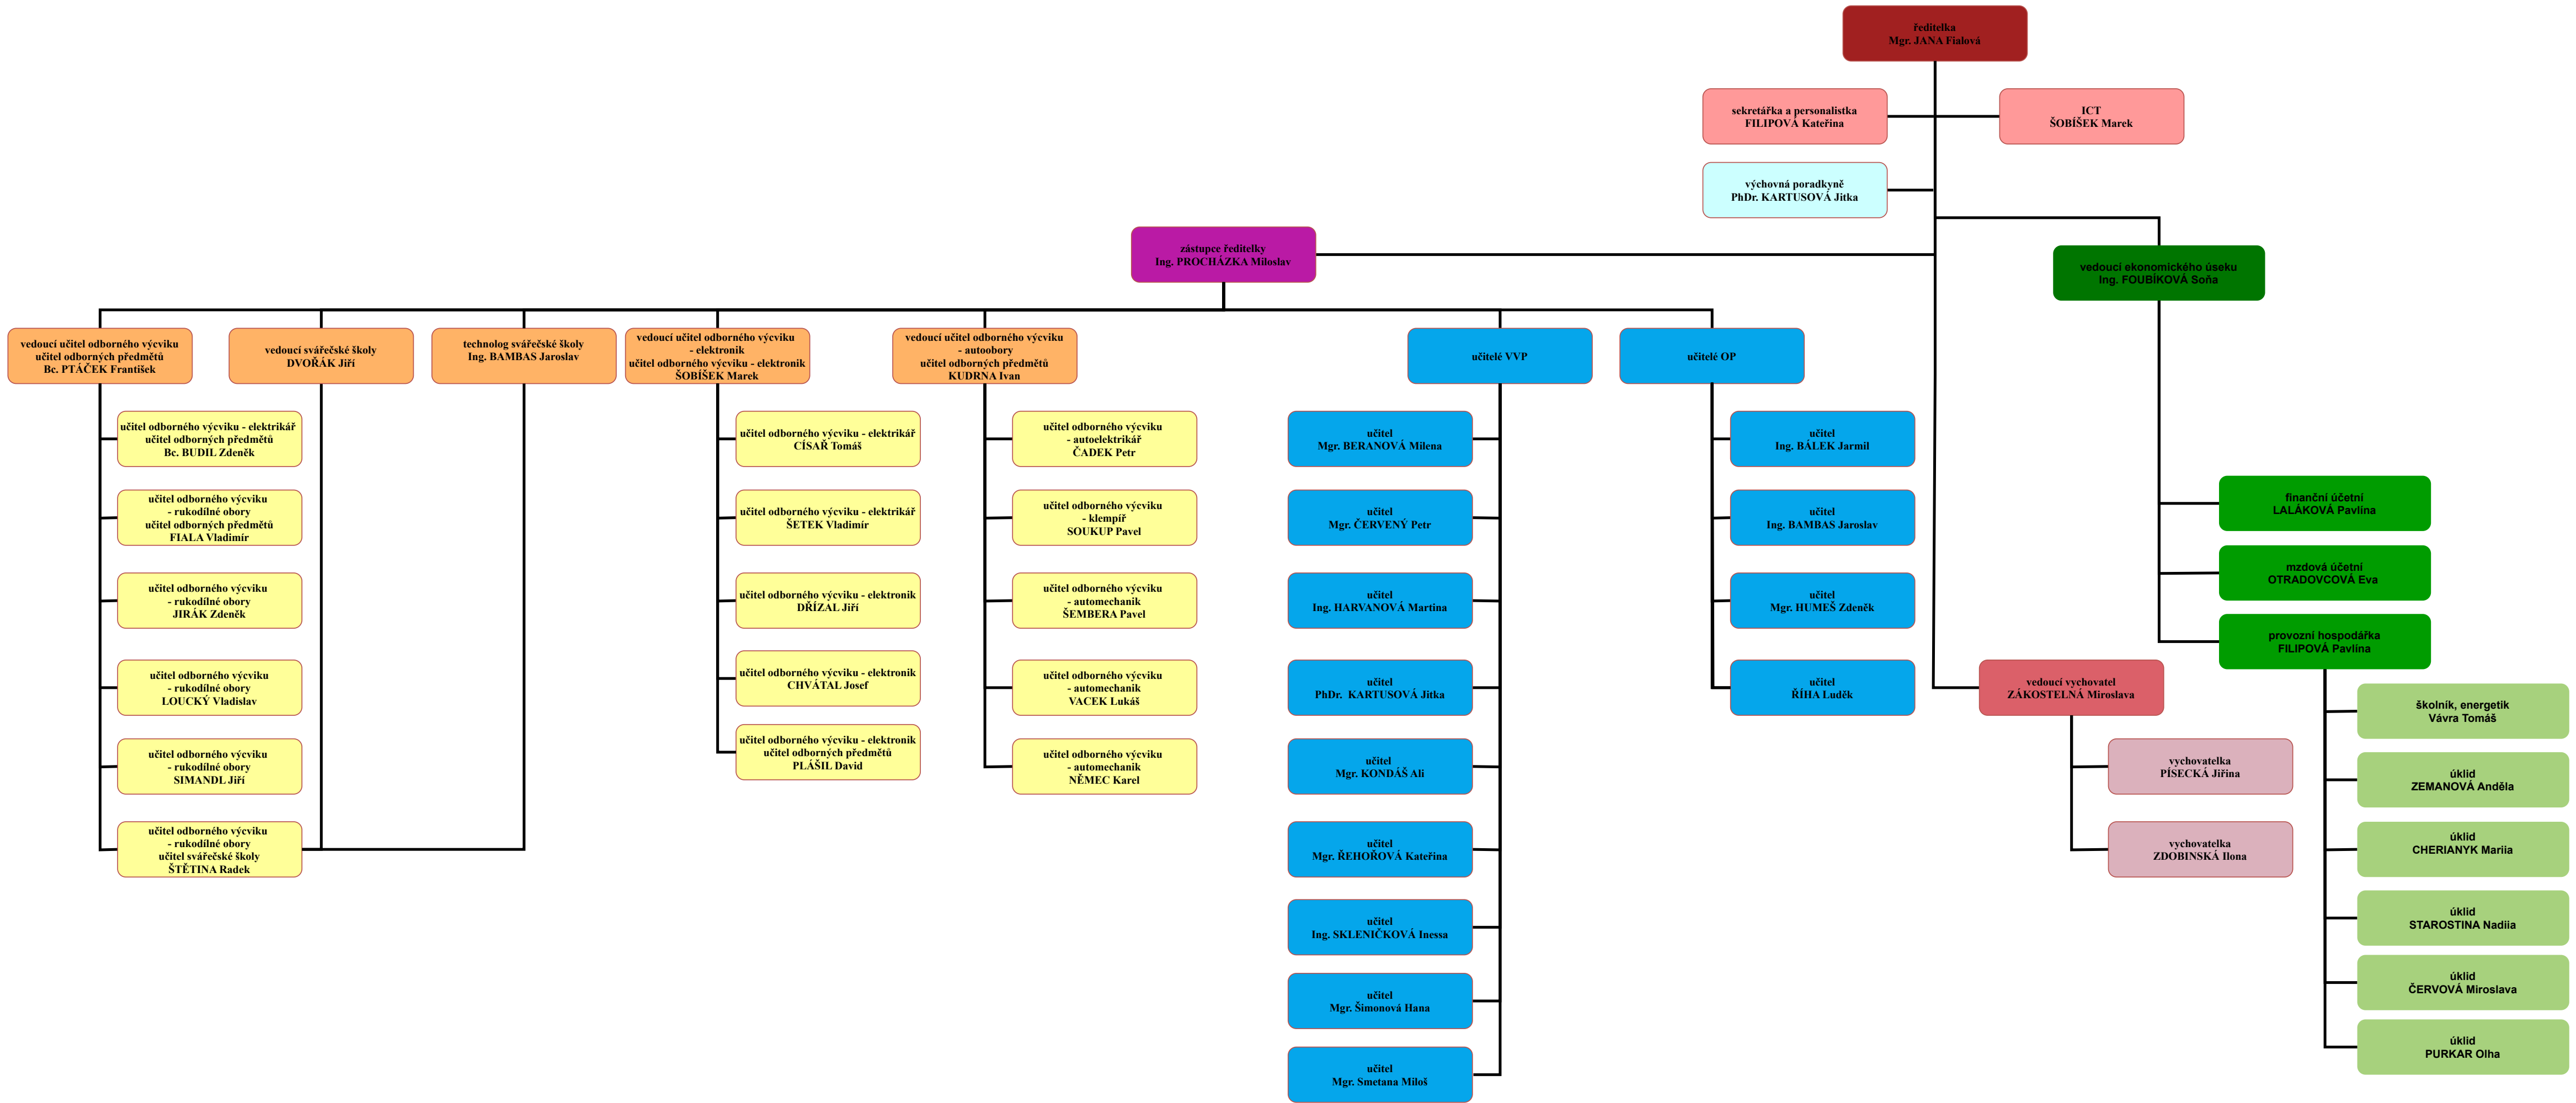 ředitelka
Mgr. JANA Fialová
sekretářka a personalistka
FILIPOVÁ Kateřina
ICT
ŠOBÍŠEK Marek
výchovná poradkyně
PhDr. KARTUSOVÁ Jitka
zástupce ředitelky
Ing. PROCHÁZKA Miloslav
vedoucí ekonomického úseku
Ing. FOUBÍKOVÁ Soňa
vedoucí učitel odborného výcviku
učitel odborných předmětů
Bc. PTÁČEK František
vedoucí svářečské školy
DVOŘÁK Jiří
technolog svářečské školy
Ing. BAMBAS Jaroslav
vedoucí učitel odborného výcviku
- elektronik
učitel odborného výcviku - elektronik
ŠOBÍŠEK Marek
vedoucí učitel odborného výcviku
- autoobory
učitel odborných předmětů
KUDRNA Ivan
učitelé VVP
učitelé OP
učitel odborného výcviku - elektrikář
učitel odborných předmětů
Bc. BUDIL Zdeněk
učitel odborného výcviku
- rukodílné obory
učitel odborných předmětů
FIALA Vladimír
učitel odborného výcviku
- rukodílné obory
JIRÁK Zdeněk
učitel odborného výcviku
- rukodílné obory
LOUCKÝ Vladislav
učitel odborného výcviku
- rukodílné obory
SIMANDL Jiří
učitel odborného výcviku
- rukodílné obory
učitel svářečské školy
ŠTĚTINA Radek
učitel odborného výcviku - elektrikář
CÍSAŘ Tomáš
učitel odborného výcviku - elektrikář
ŠETEK Vladimír
učitel odborného výcviku - elektronik
DŘÍZAL Jiří
učitel odborného výcviku - elektronik
CHVÁTAL Josef
učitel odborného výcviku - elektronik
učitel odborných předmětů
PLÁŠIL David
učitel odborného výcviku
- autoelektrikář
ČADEK Petr
učitel odborného výcviku
- klempíř
SOUKUP Pavel
učitel odborného výcviku
- automechanik
ŠEMBERA Pavel
učitel odborného výcviku
- automechanik
VACEK Lukáš
učitel odborného výcviku
- automechanik
NĚMEC Karel
učitel
Mgr. BERANOVÁ Milena
učitel
Mgr. ČERVENÝ Petr
učitel
Ing. HARVANOVÁ Martina
učitel
PhDr. KARTUSOVÁ Jitka
učitel
Mgr. KONDÁŠ Ali
učitel
Mgr. ŘEHOŘOVÁ Kateřina
učitel
Ing. SKLENIČKOVÁ Inessa
učitel
Mgr. Šimonová Hana
učitel
Mgr. Smetana Miloš
učitel
Ing. BÁLEK Jarmil
učitel
Ing. BAMBAS Jaroslav
učitel
Mgr. HUMEŠ Zdeněk
učitel
ŘÍHA Luděk
vedoucí vychovatel
ZÁKOSTELNÁ Miroslava
vychovatelka
PÍSECKÁ Jiřina
vychovatelka
ZDOBINSKÁ Ilona
finanční účetní
LALÁKOVÁ Pavlína
mzdová účetní
OTRADOVCOVÁ Eva
provozní hospodářka
FILIPOVÁ Pavlína
školník, energetik
Vávra Tomáš
úklid
ZEMANOVÁ Anděla
úklid
CHERIANYK Mariia
úklid
STAROSTINA Nadiia
úklid
ČERVOVÁ Miroslava
úklid
PURKAR Olha